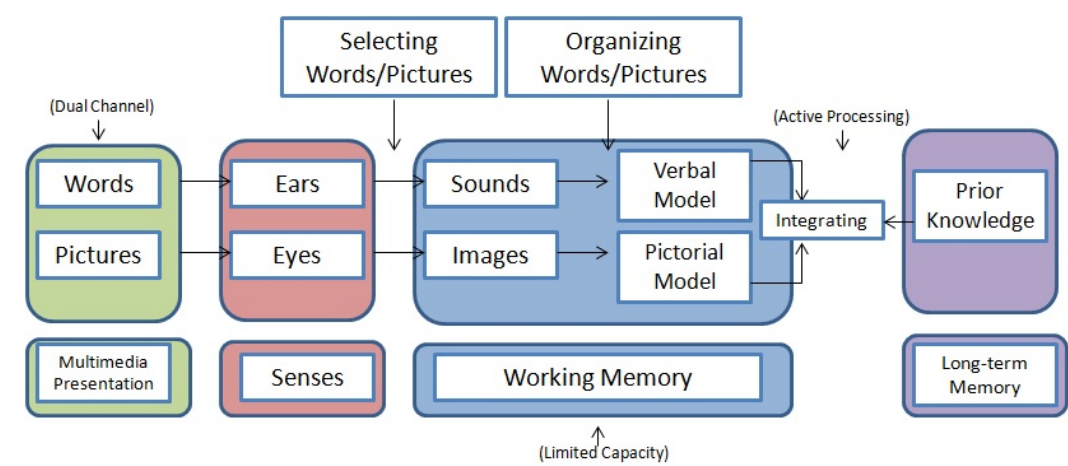 Selecting
Words/Pictures
Organizing
Words/Pictures
(Dual Channel)
(Active Processing)
Words
Ears
Sounds
Verbal
Model
Integrating
Prior
Knowledge
Pictures
Eyes
Images
Pictorial
Model
Multimedia
Presentation
Senses
Working Memory
Long-term
Memory
(Limited Capacity)